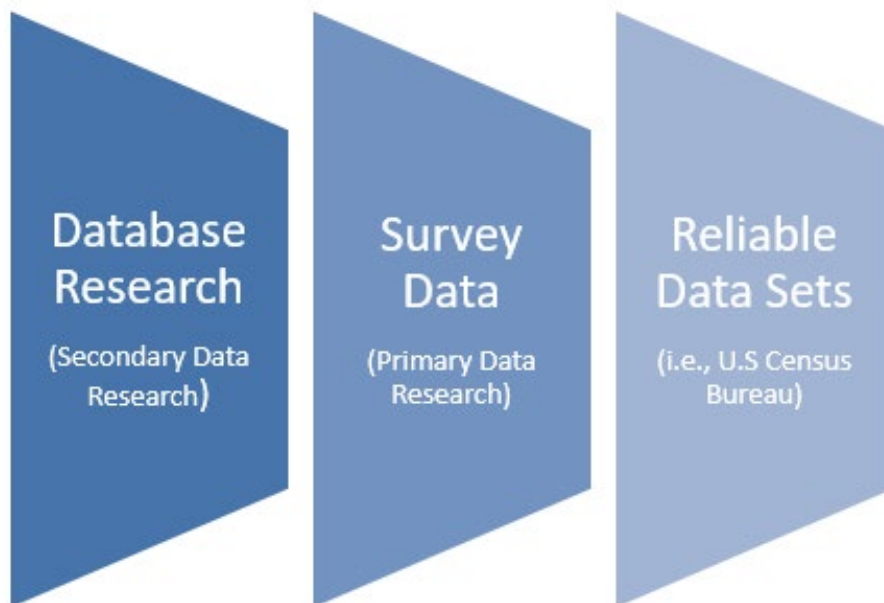 Database
Research
(Secondary Data
Research)
Survey
Data
(Primary Data
Research)
Reliable
Data Sets
(i.e., U.S Census
Bureau)